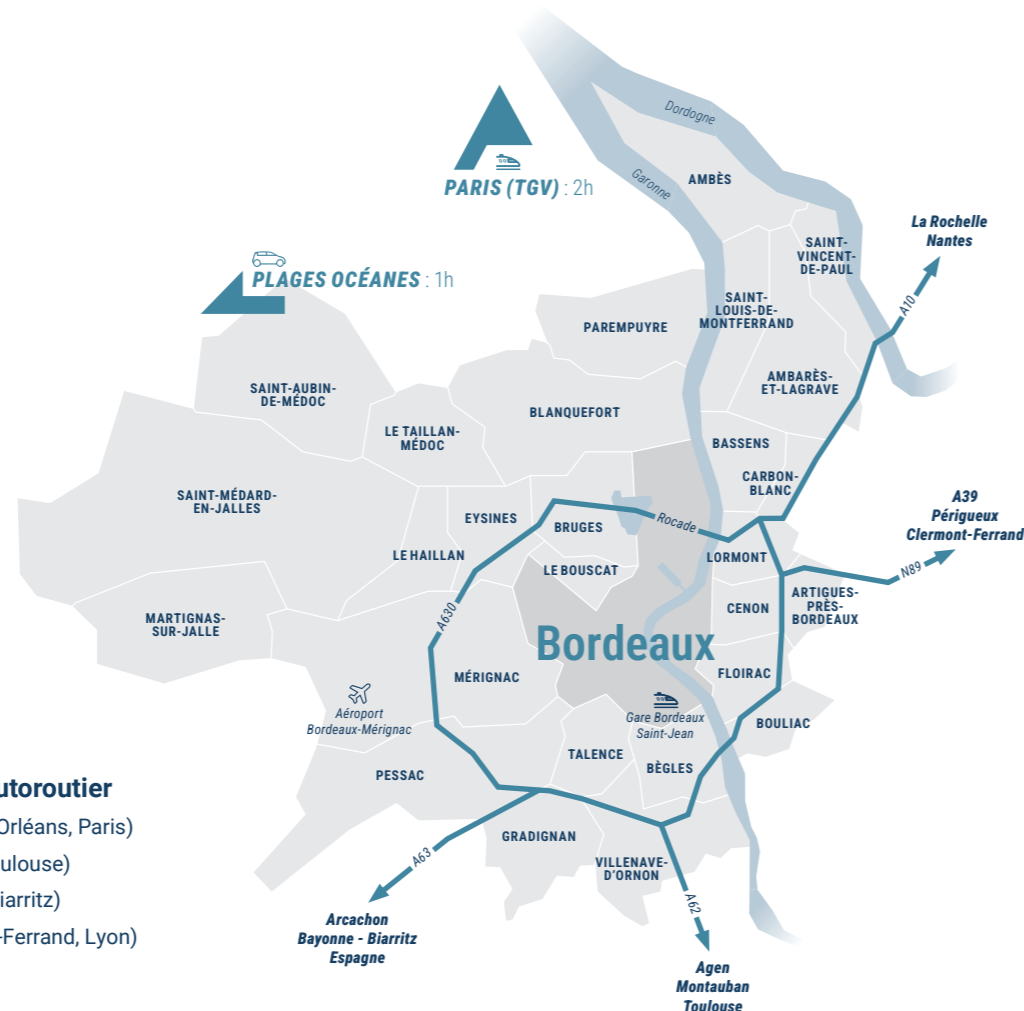 Dordogne
Garonne
AMBÈS
PARIS (TGV) : 2h
PLAGES OCÉANES : 1h
La Rochelle
Nantes
A10
SAINT-
VINCENT-
DE-PAUL
SAINT-
LOUIS-DE-
MONTFERRAND
PAREMPUYRE
AMBARÈS-
ET-LAGRAVE
SAINT-AUBIN-
DE-MÉDOC
BLANQUEFORT
LE TAILLAN-
MÉDOC
BASSENS
CARBON-
BLANC
SAINT-MÉDARD-
EN-JALLES
A39
Périgueux
Clermont-Ferrand
N89
EYSINES
BRUGES
Rocade
LE HAILLAN
LE BOUSCAT
LORMONT
ARTIGUES-
PRÈS-
BORDEAUX
CENON
MARTIGNAS-
SUR-JALLE
A630
Bordeaux
MÉRIGNAC
FLOIRAC
Aéroport
Bordeaux-Mérignac
Gare Bordeaux
Saint-Jean
BOULIAC
TALENCE
BÈGLES
PESSAC
GRADIGNAN
VILLENAVE-
D'ORNON
A63
A62
Arcachon
Bayonne - Biarritz
Espagne
Agen
Montauban
Toulouse
utoroutier
Orléans, Paris)
ulouse)
iarritz)
-Ferrand, Lyon)